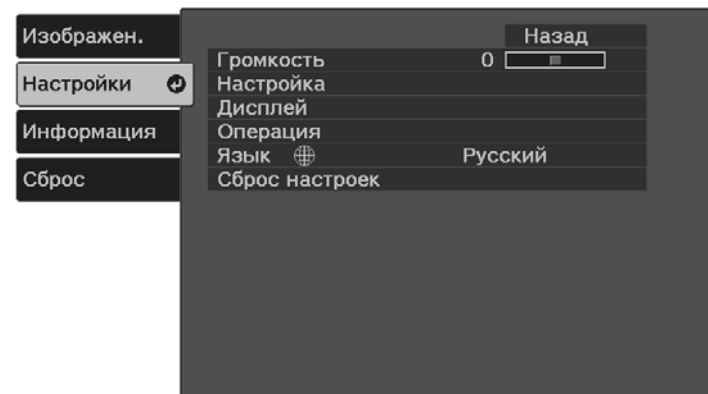 Изображен.
Настройки
Информация
Сброс
Назад
Громкость 0
Настройка
Дисплей
Операция
Язык Русский
Сброс настроек